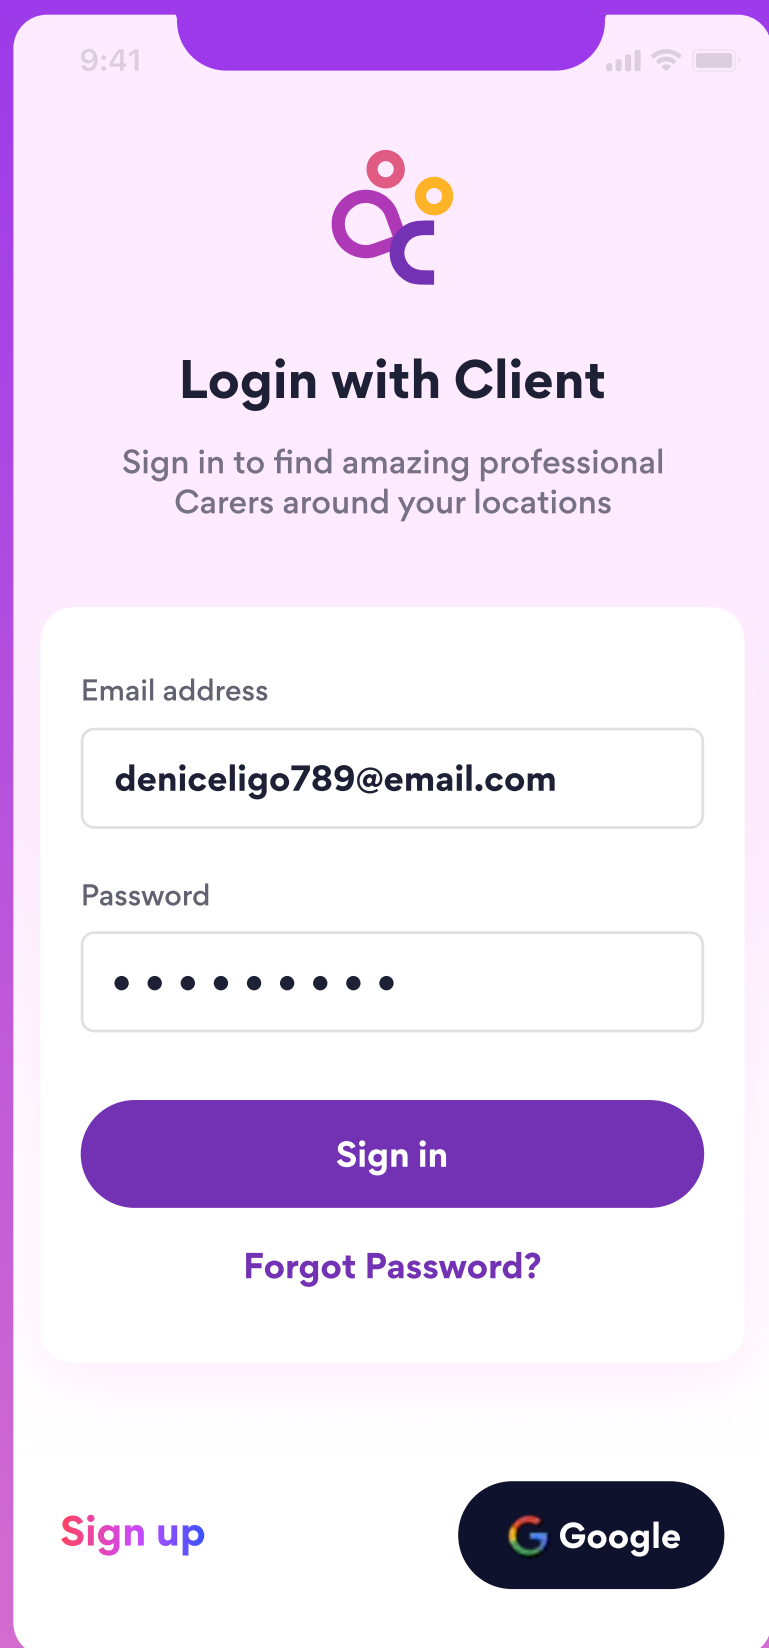 9:41
Login with Client
Sign in to find amazing professional
Carers around your locations
Email address
deniceligo789@email.com
Password
Sign in
Forgot Password?
Sign up
Google